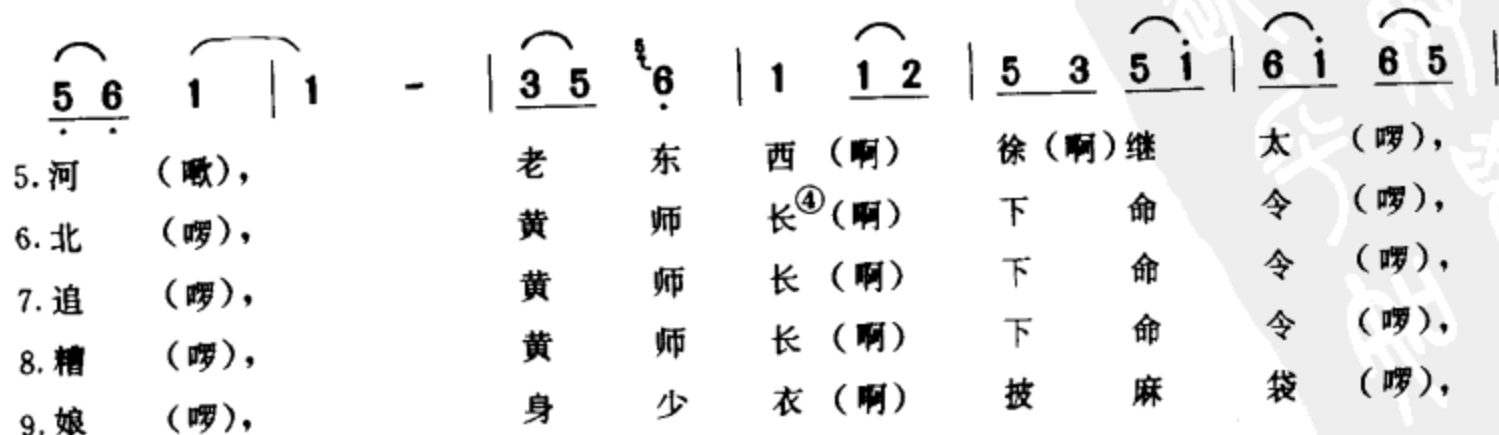 5 6 1 | 1 - | 3 5 5 6 | 1 1 2 | 5 3 5 i | 6 i 6 5 |
5.河 （噉）， 老 东 西 （啊） 徐（啊）继 太 （啰），
6.北 （啰）， 黄 师 长④（啊） 下 命 令 （啰），
7.追 （啰）， 黄 师 长 （啊） 下 命 令 （啰），
8.糟 （啰）， 黄 师 长 （啊） 下 命 令 （啰），
9.娘 （啰）， 身 少 衣 （啊） 披 麻 袋 （啰），